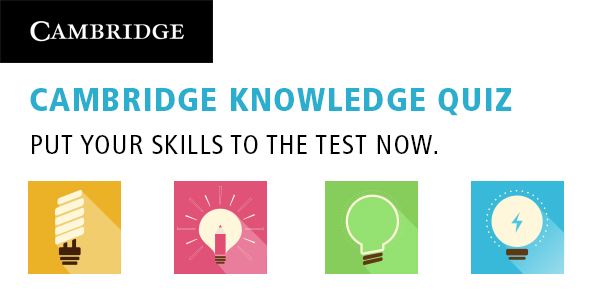 CAMBRIDGE
CAMBRIDGE KNOWLEDGE QUIZ
PUT YOUR SKILLS TO THE TEST NOW.